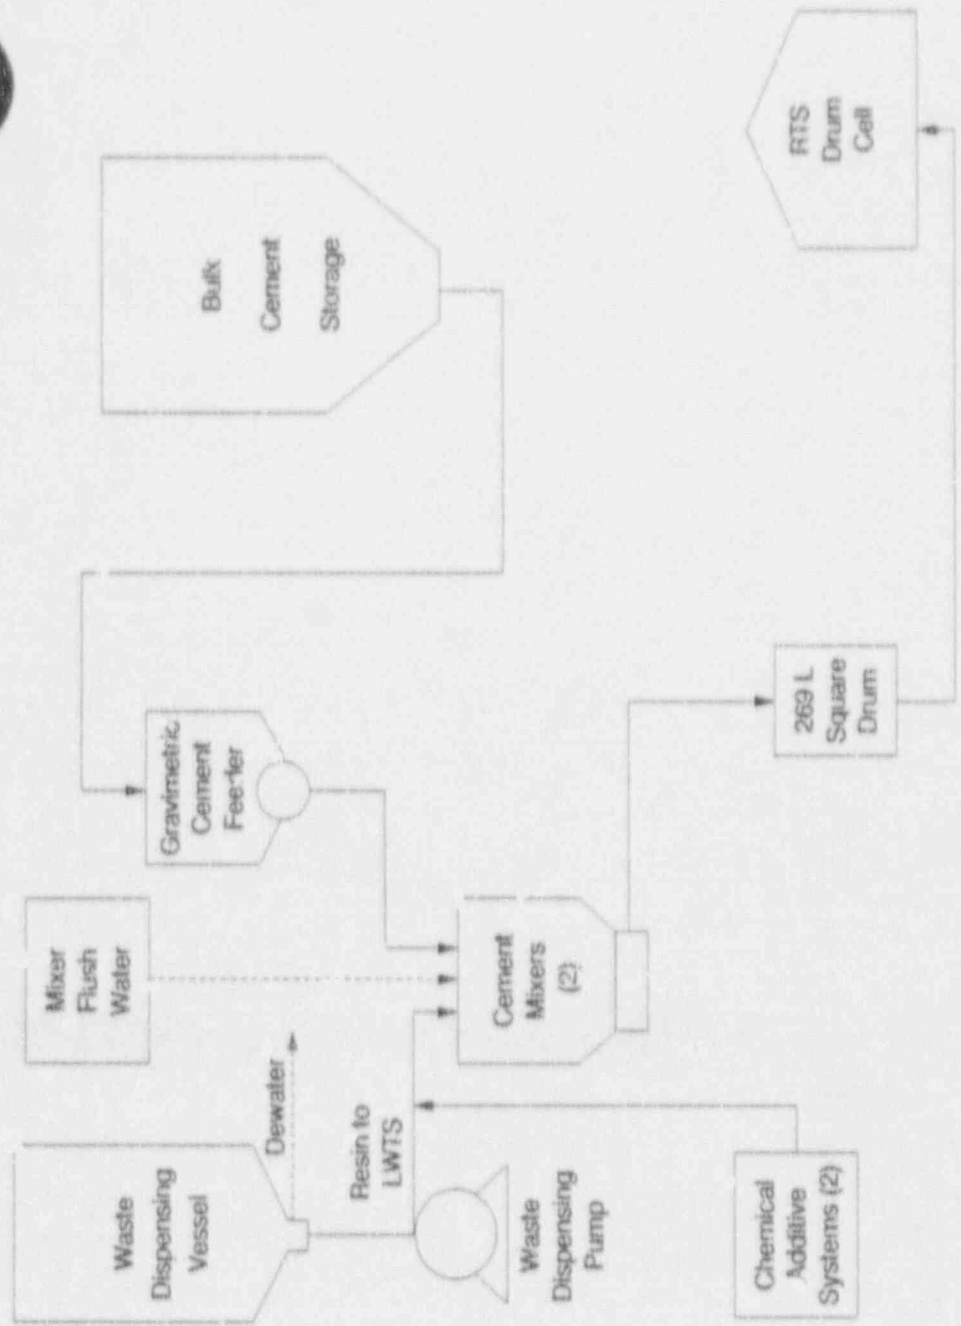 Waste
Dispensing
Vessel
Dewater
Mixer
Flush
Water
Gravimetric
Cement
Feeder
Bulk
Cement
Storage
Resin to
LWTS
Waste
Dispensing
Pump
Cement
Mixers
(2)
Chemical
Additive
Systems (2)
269 L
Square
Drum
RTS
Drum
Cell